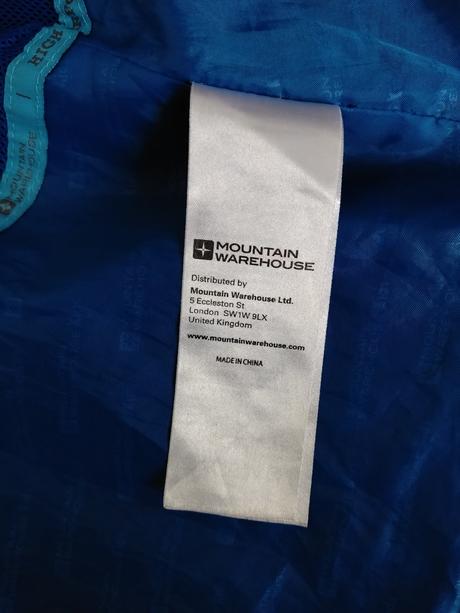 HIGH
MOUNTAIN
WAREHOUSE
MOUNTAIN
WAREHOUSE
Distributed by
Mountain Warehouse Ltd.
5 Eccleston St
London SW1W 9LX
United Kingdom
www.mountainwarehouse.com
MADE IN CHINA